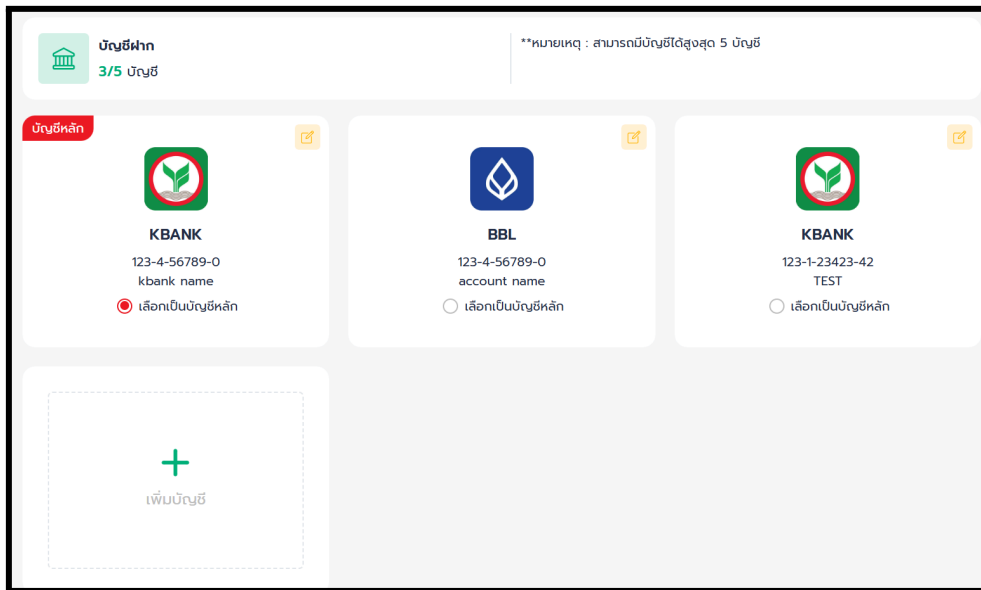 บัญชีฝาก
3/5 บัญชี
**หมายเหตุ : สามารถมีบัญชีได้สูงสุด 5 บัญชี
บัญชีหลัก
KBANK
123-4-56789-0
kbank name
เลือกเป็นบัญชีหลัก
BBL
123-4-56789-0
account name
เลือกเป็นบัญชีหลัก
KBANK
123-1-23423-42
TEST
เลือกเป็นบัญชีหลัก
เพิ่มบัญชี